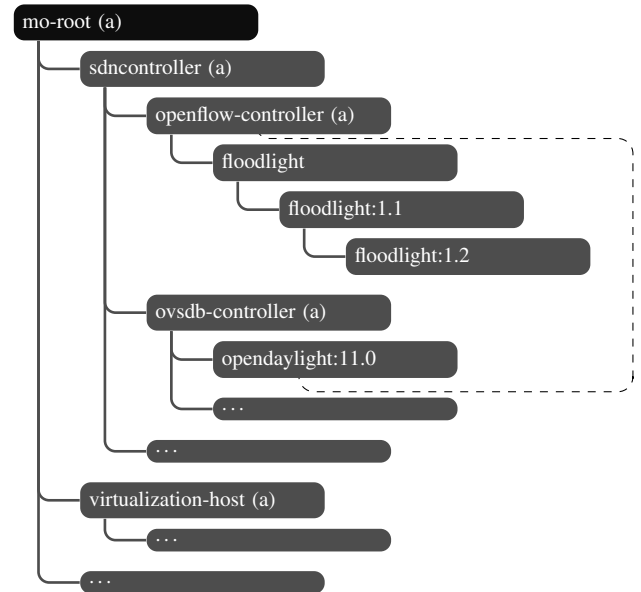 mo-root (a)
sdncontroller (a)
openflow-controller (a)
floodlight
floodlight:1.1
floodlight:1.2
ovsdb-controller (a)
opendaylight:11.0
...
...
virtualization-host (a)
...
...